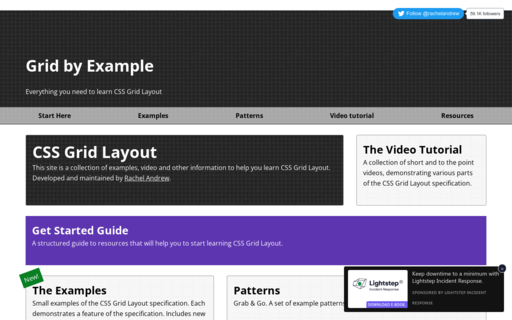 Follow @rachelandrew
59.1K followers
Grid by Example
Everything you need to learn CSS Grid Layout
Start Here
Examples
Patterns
Video tutorial
Resources
CSS Grid Layout
This site is a collection of examples, video and other information to help you learn CSS Grid Layout.
Developed and maintained by Rachel Andrew.
The Video Tutorial
A collection of short and to the point
videos, demonstrating various parts
of the CSS Grid Layout specification.
Get Started Guide
A structured guide to resources that will help you to start learning CSS Grid Layout.
New!
The Examples
Small examples of the CSS Grid Layout specification. Each
demonstrates a feature of the specification. Includes new
Patterns
Grab & Go. A set of example patterns
Lightstep
Incident Response
DOWNLOAD E-BOOK
Keep downtime to a minimum with
Lightstep Incident Response.
SPONSORED BY LIGHTSTEP INCIDENT
RESPONSE
x